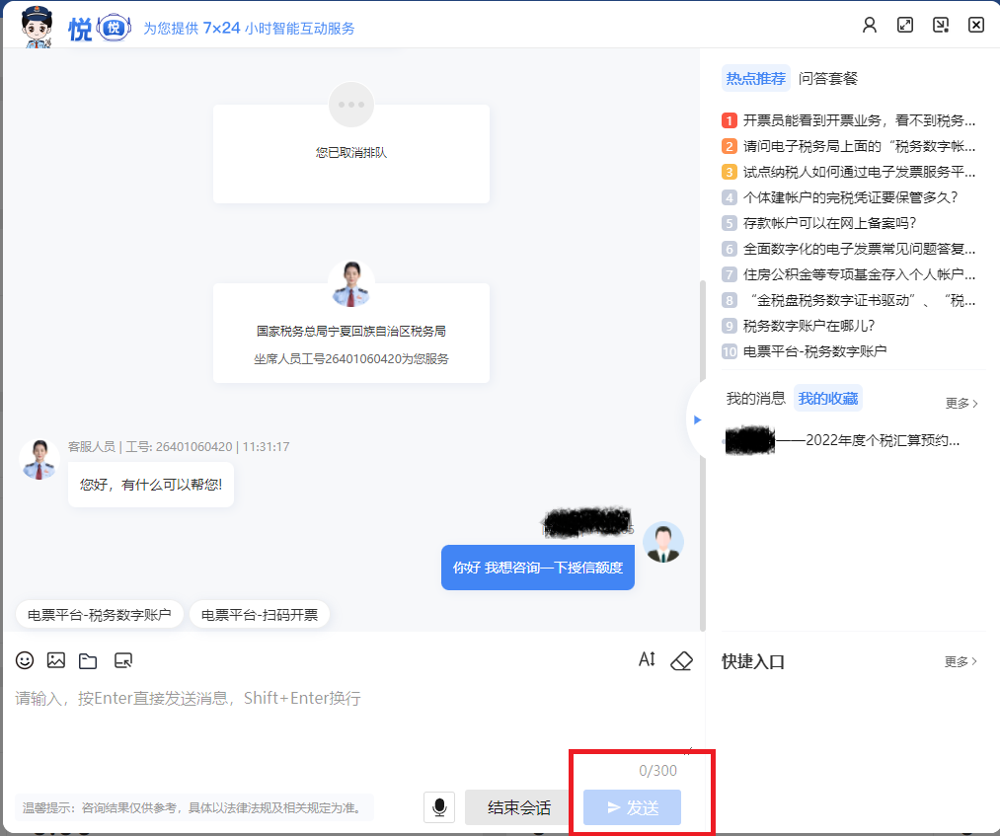 悦 悦 为您提供 7×24 小时智能互动服务
您已取消排队
国家税务总局宁夏回族自治区税务局
坐席人员工号26401060420为您服务
客服人员 | 工号: 26401060420 | 11:31:17
您好，有什么可以帮您!
你好 我想咨询一下授信额度
电票平台-税务数字账户 电票平台-扫码开票
请输入，按Enter直接发送消息，Shift+Enter换行
0/300
温馨提示：咨询结果仅供参考，具体以法律法规及相关规定为准。
结束会话
发送
热点推荐 问答套餐
1 开票员能看到开票业务，看不到税务...
2 请问电子税务局上面的“税务数字帐...
3 试点纳税人如何通过电子发票服务平...
4 个体建帐户的完税凭证要保管多久?
5 存款帐户可以在网上备案吗?
6 全面数字化的电子发票常见问题答复...
7 住房公积金等专项基金存入个人帐户...
8 “金税盘税务数字证书驱动”、“税...
9 税务数字账户在哪儿?
10 电票平台-税务数字账户
我的消息 我的收藏 更多 >
——2022年度个税汇算预约...
快捷入口 更多 >